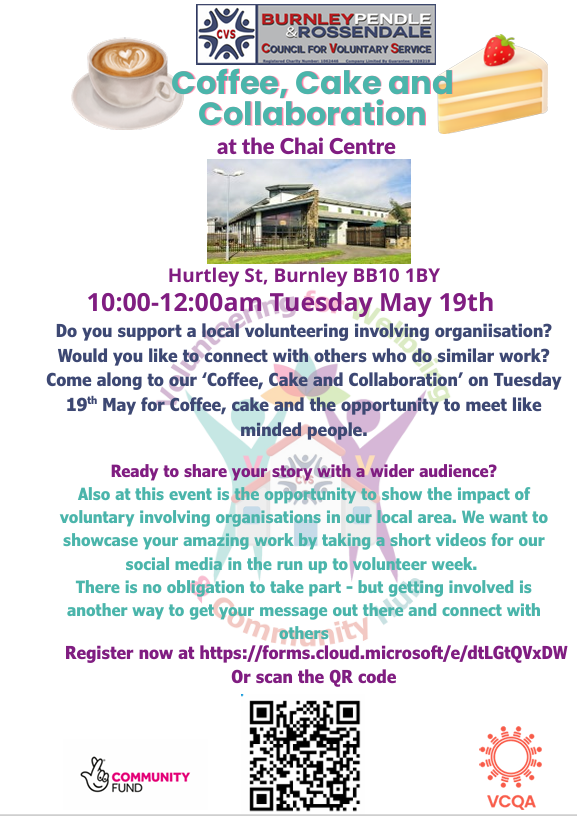 CVS
BURNLEYPENDLE
&ROSSENDALE
COUNCIL FOR VOLUNTARY SERVICE
Coffee, Cake and
Collaboration
at the Chai Centre
Hurtley St, Burnley BB10 1BY
10:00-12:00am Tuesday May 19th
Volunteering for Wellbeing
Do you support a local volunteering involving organiisation?
Would you like to connect with others who do similar work?
Come along to our ‘Coffee, Cake and Collaboration’ on Tuesday
19th May for Coffee, cake and the opportunity to meet like
minded people.
Ready to share your story with a wider audience?
V CVS V
Also at this event is the opportunity to show the impact of
voluntary involving organisations in our local area. We want to
showcase your amazing work by taking a short videos for our
social media in the run up to volunteer week.
There is no obligation to take part - but getting involved is
another way to get your message out there and connect with
others
Community Hub
Register now at https://forms.cloud.microsoft/e/dtLGtQVxDW
Or scan the QR code
COMMUNITY
FUND
VCQA